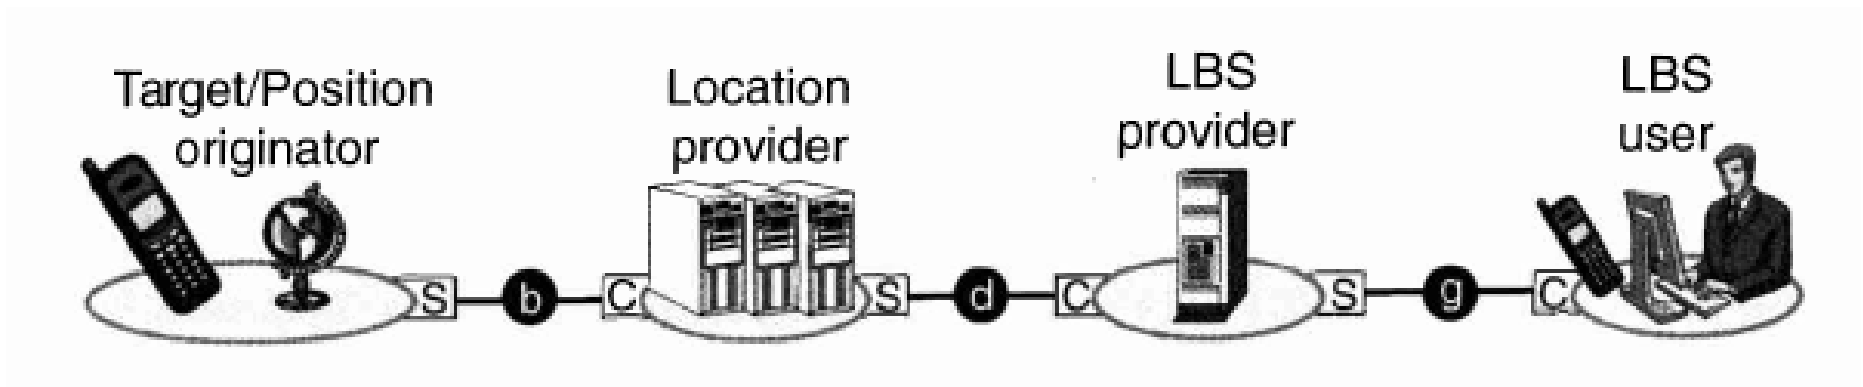 Target/Position
originator
Location
provider
LBS
provider
LBS
user
S b C S d C S g C